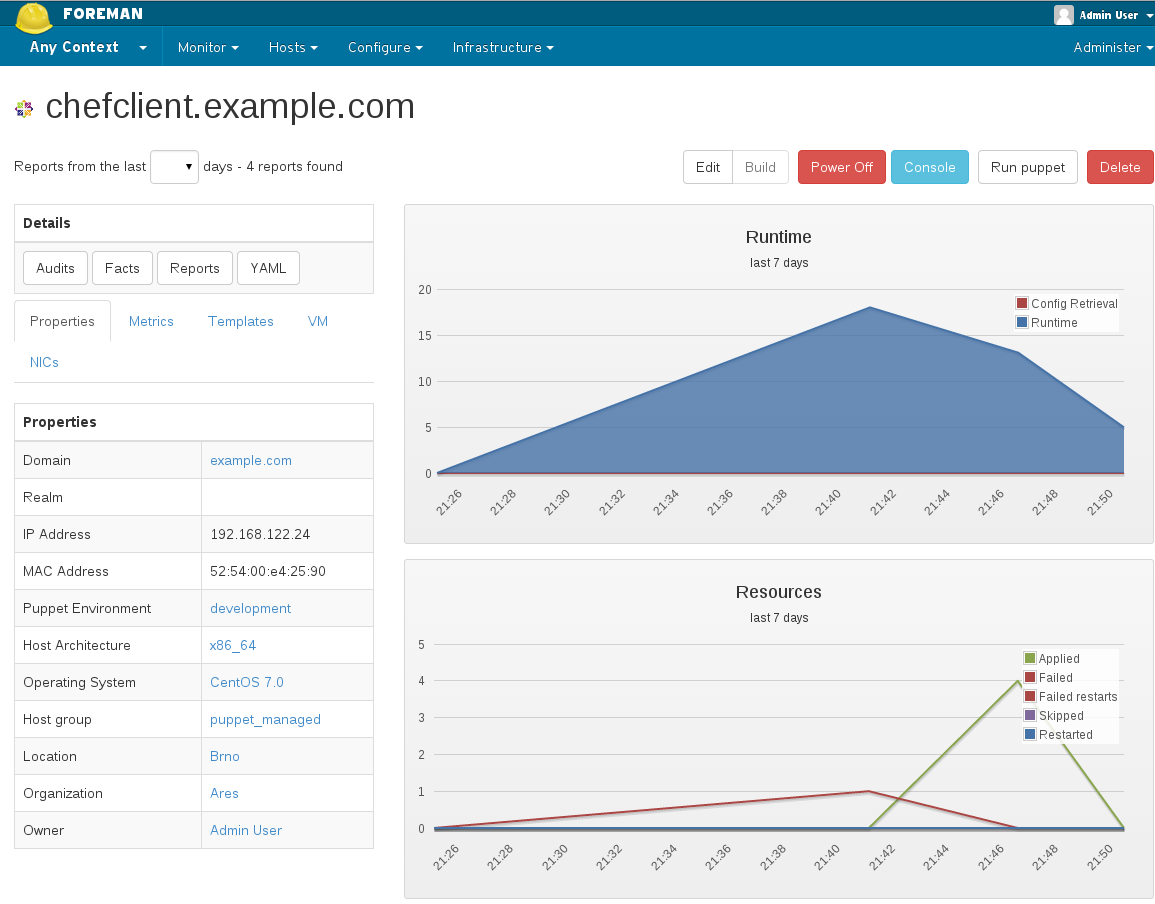 FOREMAN
Admin User
Any Context Monitor Hosts Configure Infrastructure Administer
chefclient.example.com
Reports from the last days - 4 reports found
Edit Build Power Off Console Run puppet Delete
Details
Audits Facts Reports YAML
Properties Metrics Templates VM
NICs
Properties
Domain example.com
Realm
IP Address 192.168.122.24
MAC Address 52:54:00:e4:25:90
Puppet Environment development
Host Architecture x86_64
Operating System CentOS 7.0
Host group puppet_managed
Location Brno
Organization Ares
Owner Admin User
Runtime
last 7 days
20
15
10
5
0
Config Retrieval
Runtime
21:26 21:28 21:30 21:32 21:34 21:36 21:38 21:40 21:42 21:44 21:46 21:48 21:50
Resources
last 7 days
5
4
3
2
1
0
Applied
Failed
Failed restarts
Skipped
Restarted
21:26 21:28 21:30 21:32 21:34 21:36 21:38 21:40 21:42 21:44 21:46 21:48 21:50